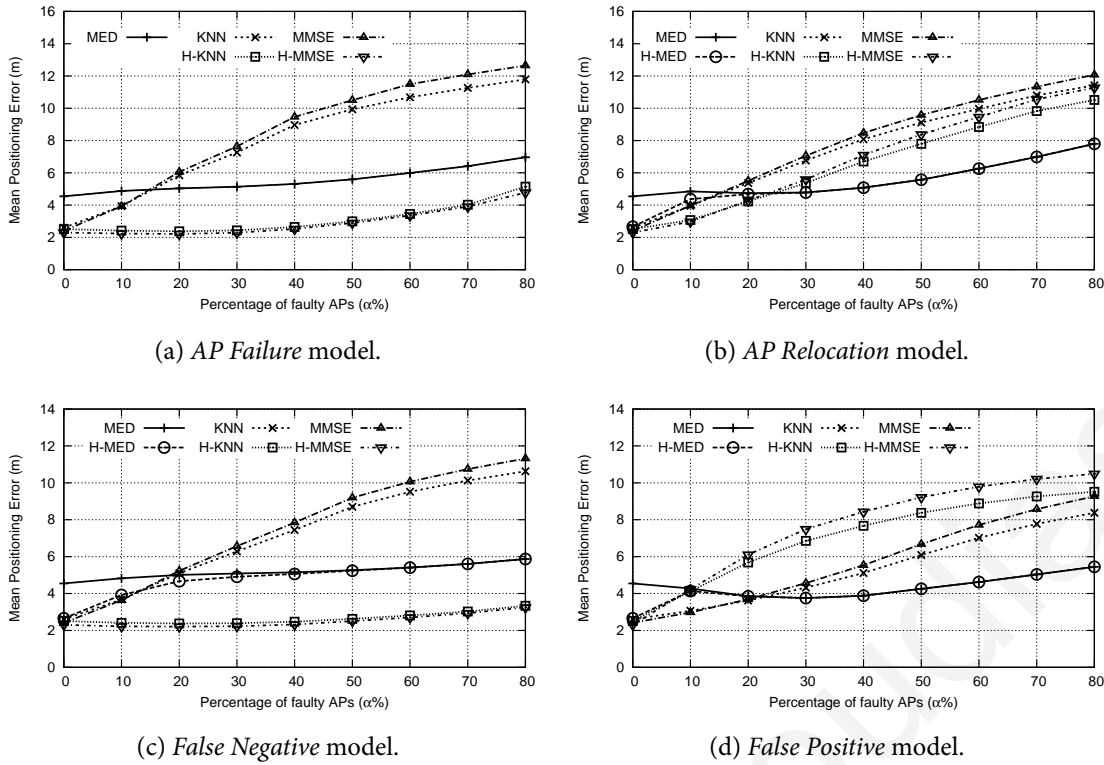 16
14
12
10
8
6
4
2
0
Mean Positioning Error (m)
MED KNN MMSE
H-KNN H-MMSE
0 10 20 30 40 50 60 70 80
Percentage of faulty APs (α%)
(a) AP Failure model.
16
14
12
10
8
6
4
2
0
Mean Positioning Error (m)
MED KNN MMSE
H-MED H-KNN H-MMSE
0 10 20 30 40 50 60 70 80
Percentage of faulty APs (α%)
(b) AP Relocation model.
14
12
10
8
6
4
2
0
Mean Positioning Error (m)
MED KNN MMSE
H-MED H-KNN H-MMSE
0 10 20 30 40 50 60 70 80
Percentage of faulty APs (α%)
(c) False Negative model.
14
12
10
8
6
4
2
0
Mean Positioning Error (m)
MED KNN MMSE
H-MED H-KNN H-MMSE
0 10 20 30 40 50 60 70 80
Percentage of faulty APs (α%)
(d) False Positive model.